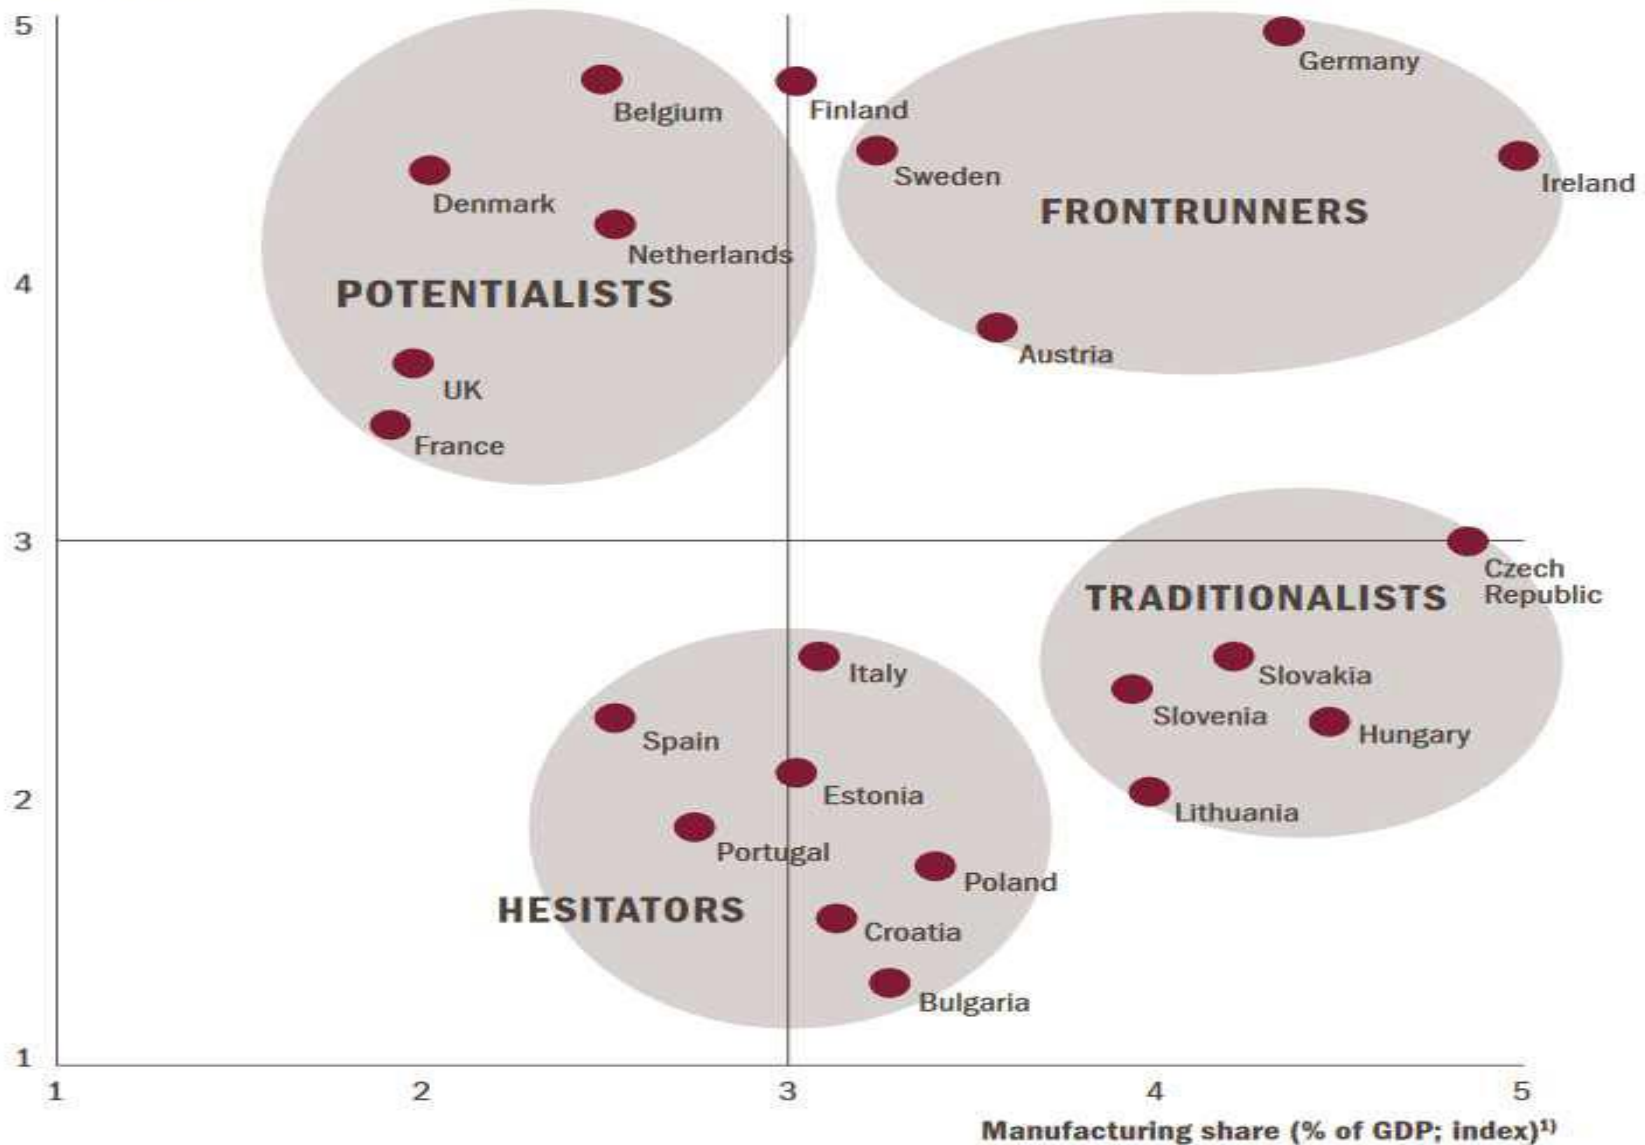 5
Germany
Belgium
Finland
Sweden
Ireland
Denmark
FRONTRUNNERS
Netherlands
4
POTENTIALISTS
Austria
UK
France
3
Czech
Republic
TRADITIONALISTS
Italy
Slovakia
Slovenia
Hungary
Spain
2
Estonia
Lithuania
Portugal
Poland
HESITATORS
Croatia
Bulgaria
1
1 2 3 4 5
Manufacturing share (% of GDP; index)1)